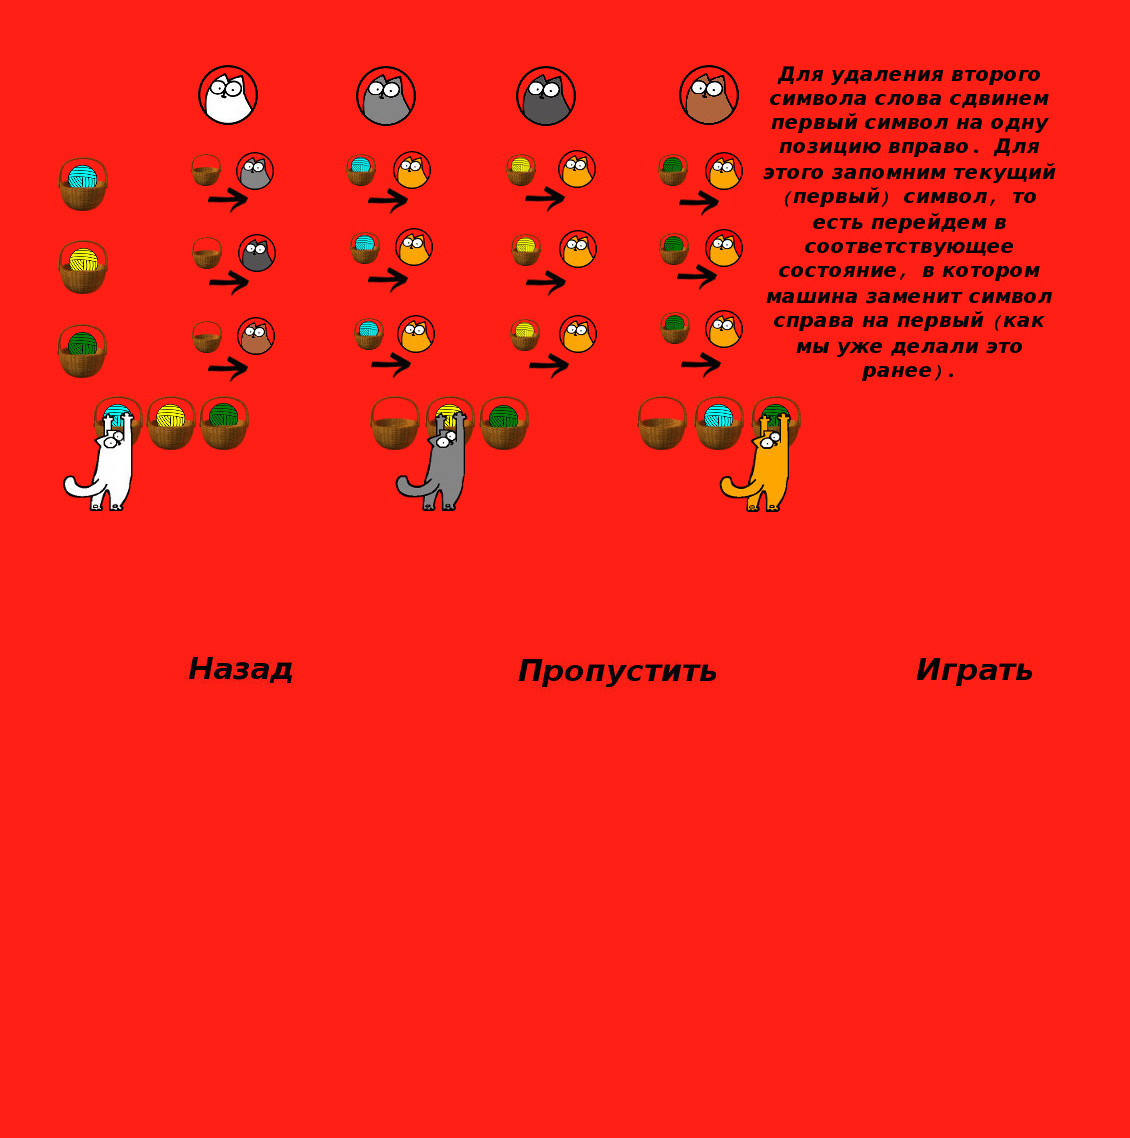 Для удаления второго
символа слова сдвинем
первый символ на одну
позицию вправо. Для
этого запомним текущий
(первый) символ, то
есть перейдем в
соответствующее
состояние, в котором
машина заменит символ
справа на первый (как
мы уже делали это
ранее).
Назад
Пропустить
Играть